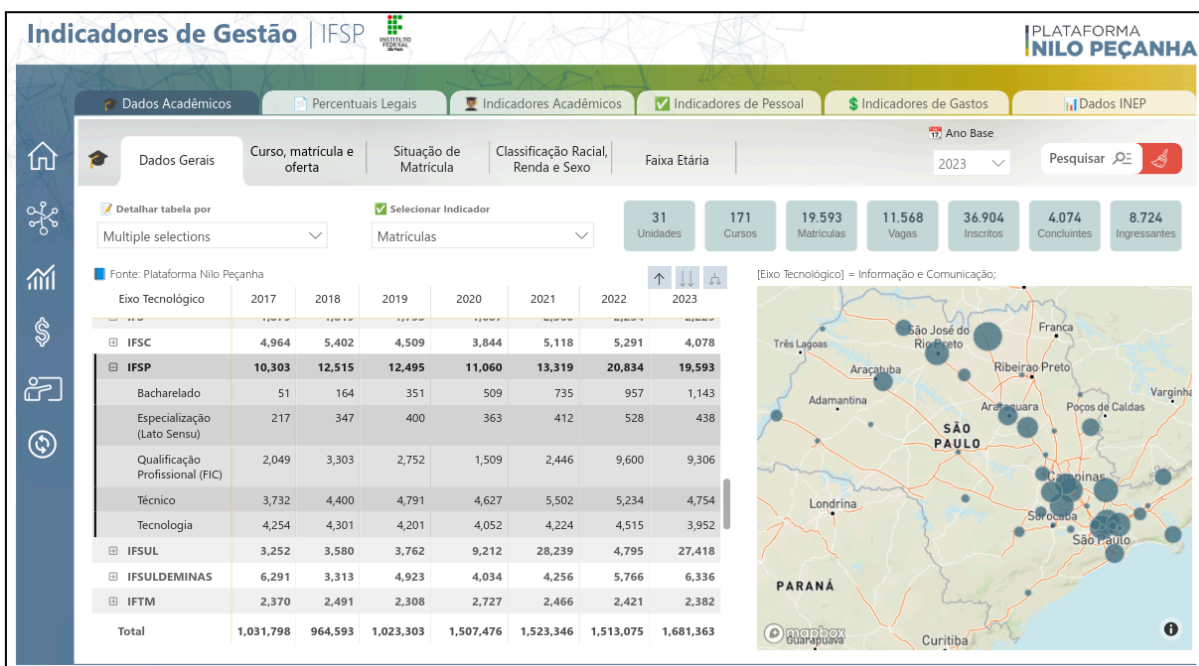 Indicadores de Gestão | IFSP
INSTITUTO
FEDERAL
São Paulo
PLATAFORMA
NILO PEÇANHA
Dados Acadêmicos
Percentuais Legais
Indicadores Acadêmicos
Indicadores de Pessoal
Indicadores de Gastos
Dados INEP
Dados Gerais
Curso, matrícula e
oferta
Situação de
Matrícula
Classificação Racial,
Renda e Sexo
Faixa Etária
Ano Base
2023
Pesquisar
Detalhar tabela por
Multiple selections
Selecionar Indicador
Matrículas
31
Unidades
171
Cursos
19.593
Matrículas
11.568
Vagas
36.904
Inscritos
4.074
Concluintes
8.724
Ingressantes
Fonte: Plataforma Nilo Peçanha
[Eixo Tecnológico] = Informação e Comunicação;
Eixo Tecnológico 2017 2018 2019 2020 2021 2022 2023
IFSC 4,964 5,402 4,509 3,844 5,118 5,291 4,078
IFSP 10,303 12,515 12,495 11,060 13,319 20,834 19,593
Bacharelado 51 164 351 509 735 957 1,143
Especialização 217 347 400 363 412 528 438
(Lato Sensu)
Qualificação 2,049 3,303 2,752 1,509 2,446 9,600 9,306
Profissional (FIC)
Técnico 3,732 4,400 4,791 4,627 5,502 5,234 4,754
Tecnologia 4,254 4,301 4,201 4,052 4,224 4,515 3,952
IFSUL 3,252 3,580 3,762 9,212 28,239 4,795 27,418
IFSULDEMINAS 6,291 3,313 4,923 4,034 4,256 5,766 6,336
IFTM 2,370 2,491 2,308 2,727 2,466 2,421 2,382
Total 1,031,798 964,593 1,023,303 1,507,476 1,523,346 1,513,075 1,681,363
São José do
Rio Preto
Franca
Três Lagoas
Araçatuba
Ribeirao Preto
Adamantina
Varginha
Araraquara
Poços de Caldas
SÃO
PAULO
Campinas
Londrina
Sorocaba
São Paulo
PARANÁ
mapbox
Guarapuava
Curitiba